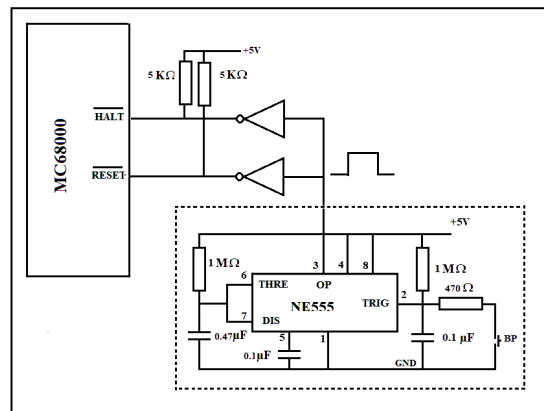 MC68000
+5V
5 KΩ
5 KΩ
HALT
RESET
+5V
1 MΩ
1 MΩ
3
4
8
470 Ω
6
THRE
OP
2
NE555
TRIG
7
DIS
0.47µF
5
1
0.1 µF
BP
0.1µF
GND